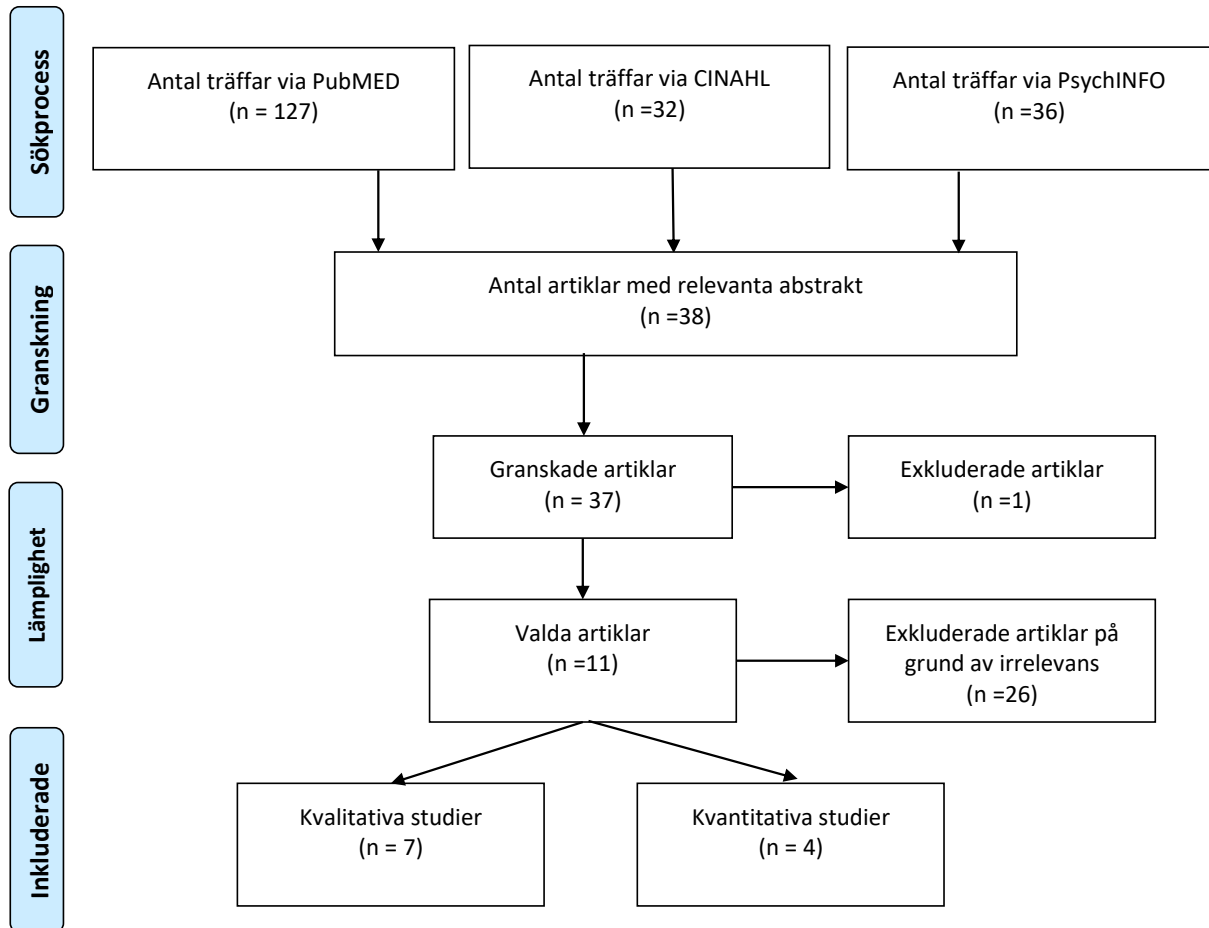 Sökprocess
Antal träffar via PubMED
(n = 127)
Antal träffar via CINAHL
(n =32)
Antal träffar via PsychINFO
(n =36)
Granskning
Antal artiklar med relevanta abstrakt
(n =38)
Granskade artiklar
(n = 37)
Exkluderade artiklar
(n =1)
Lämplighet
Valda artiklar
(n =11)
Exkluderade artiklar på
grund av irrelevans
(n =26)
Inkluderade
Kvalitativa studier
(n = 7)
Kvantitativa studier
(n = 4)